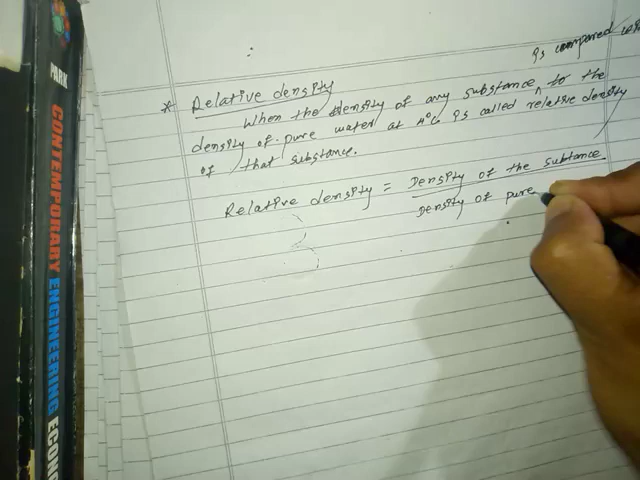 PARK
CONTEMPORARY ENGINEERING ECONO
is compared with
* Relative density
When the density of any substance ^ to the
density of pure water at 4°C is called relative density
of that substance.
Relative density = Density of the subtance
Density of pure